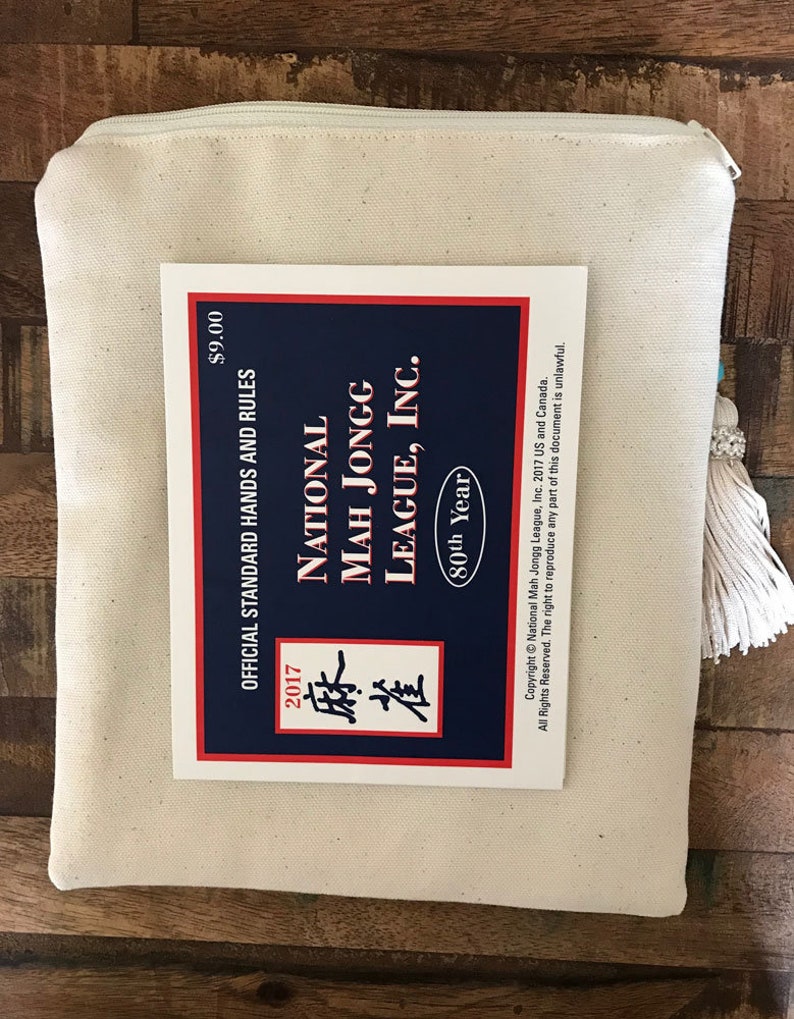 $9.00
OFFICIAL STANDARD HANDS AND RULES
NATIONAL
MAH JONGG
LEAGUE, INC.
80th Year
2017
麻
雀
Copyright © National Mah Jongg League, Inc. 2017 US and Canada.
All Rights Reserved. The right to reproduce any part of this document is unlawful.